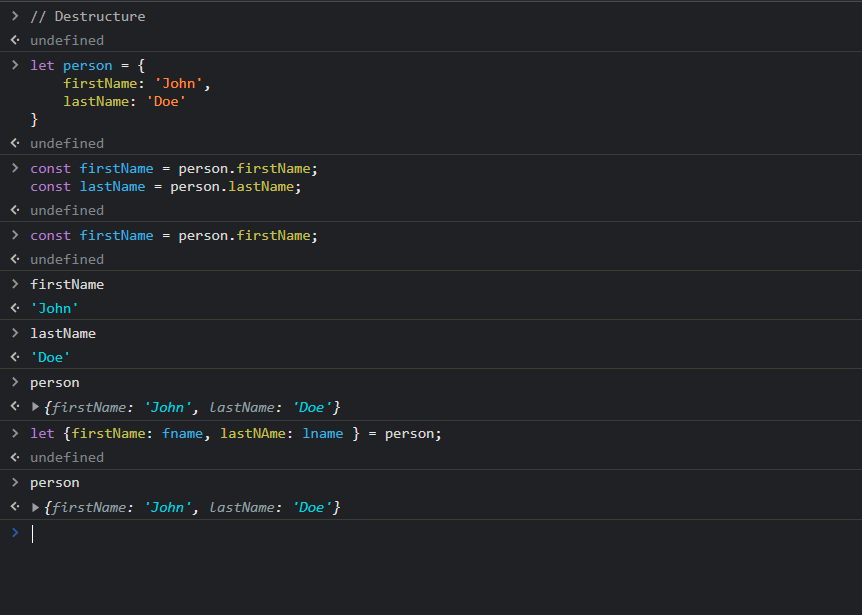 > // Destructure
undefined
> let person = {
firstName: 'John',
lastName: 'Doe'
}
undefined
> const firstName = person.firstName;
const lastName = person.lastName;
undefined
> const firstName = person.firstName;
undefined
> firstName
'John'
> lastName
'Doe'
> person
{firstName: 'John', lastName: 'Doe'}
> let {firstName: fname, lastNAme: lname } = person;
undefined
> person
{firstName: 'John', lastName: 'Doe'}
>